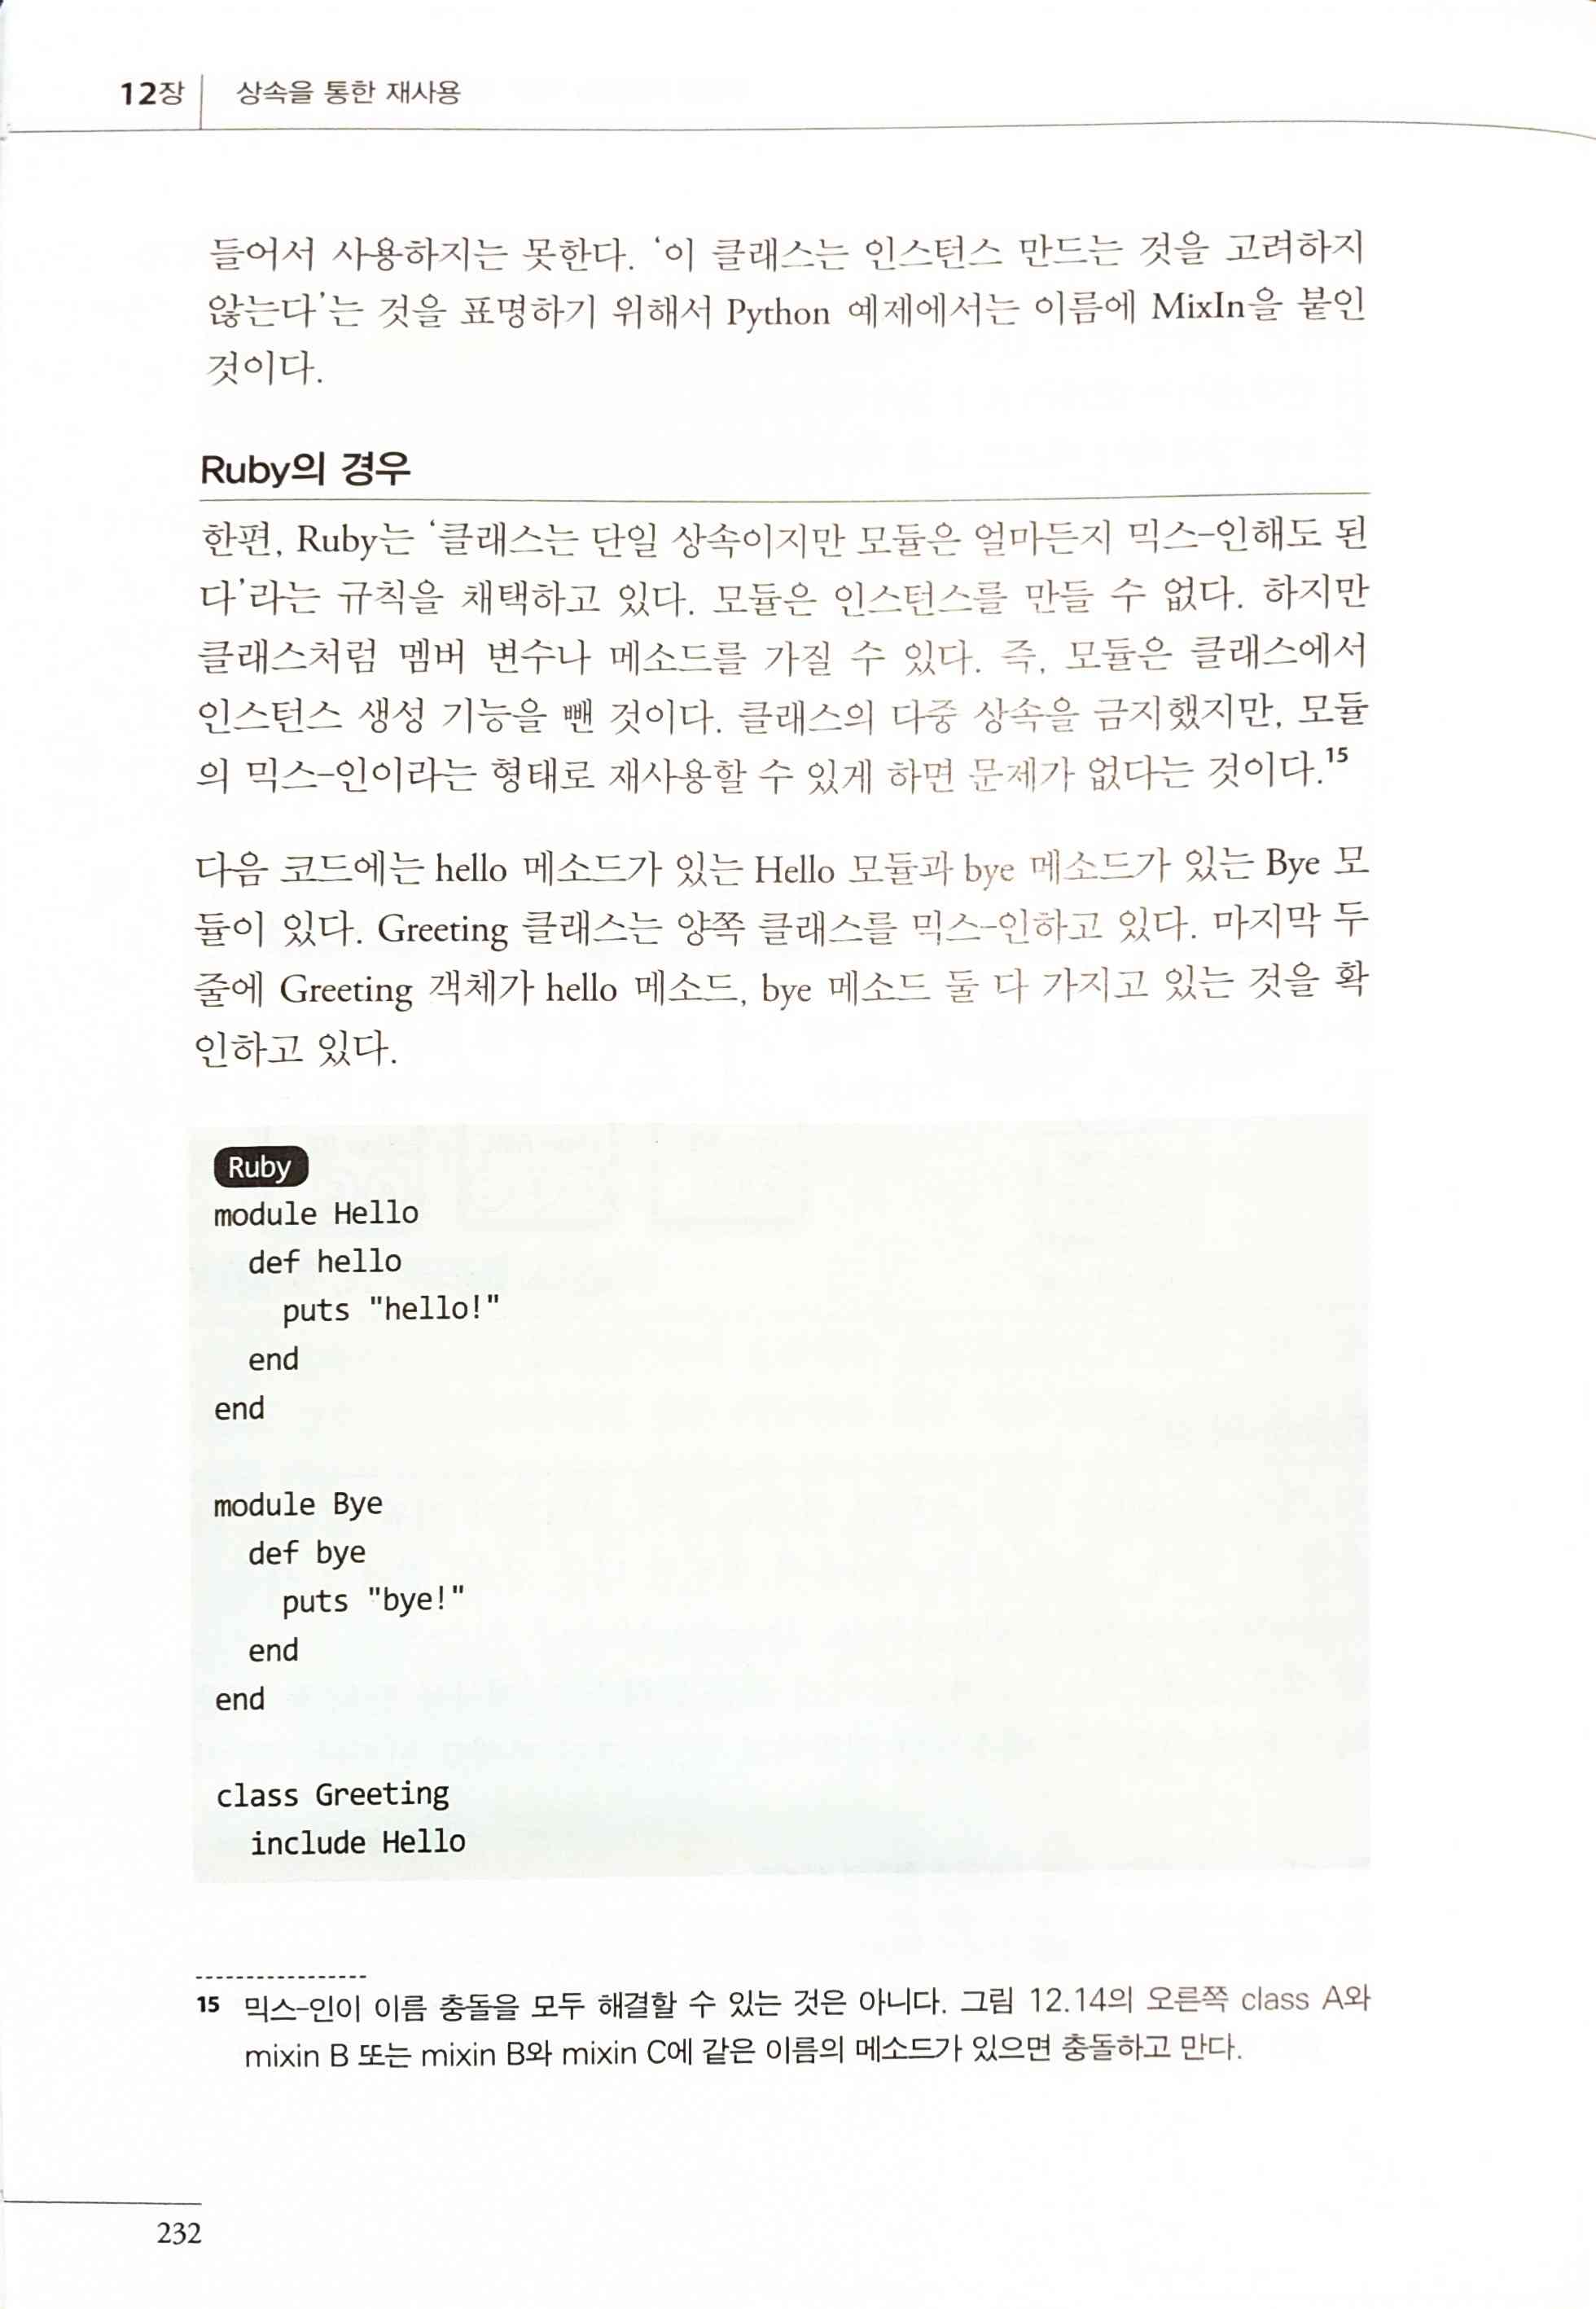 12장 상속을 통한 재사용
들어서 사용하지는 못한다. ‘이 클래스는 인스턴스 만드는 것을 고려하지
않는다’는 것을 표명하기 위해서 Python 예제에서는 이름에 MixIn을 붙인
것이다.
Ruby의 경우
한편, Ruby는 ‘클래스는 단일 상속이지만 모듈은 얼마든지 믹스-인해도 된
다’라는 규칙을 채택하고 있다. 모듈은 인스턴스를 만들 수 없다. 하지만
클래스처럼 멤버 변수나 메소드를 가질 수 있다. 즉, 모듈은 클래스에서
인스턴스 생성 기능을 뺀 것이다. 클래스의 다중 상속을 금지했지만, 모듈
의 믹스-인이라는 형태로 재사용할 수 있게 하면 문제가 없다는 것이다.15
다음 코드에는 hello 메소드가 있는 Hello 모듈과 bye 메소드가 있는 Bye 모
듈이 있다. Greeting 클래스는 양쪽 클래스를 믹스-인하고 있다. 마지막 두
줄에 Greeting 객체가 hello 메소드, bye 메소드 둘 다 가지고 있는 것을 확
인하고 있다.
Ruby
module Hello
  def hello
    puts "hello!"
  end
end
module Bye
  def bye
    puts "bye!"
  end
end
class Greeting
  include Hello
15 믹스-인이 이름 충돌을 모두 해결할 수 있는 것은 아니다. 그림 12.14의 오른쪽 class A와
mixin B 또는 mixin B와 mixin C에 같은 이름의 메소드가 있으면 충돌하고 만다.
232